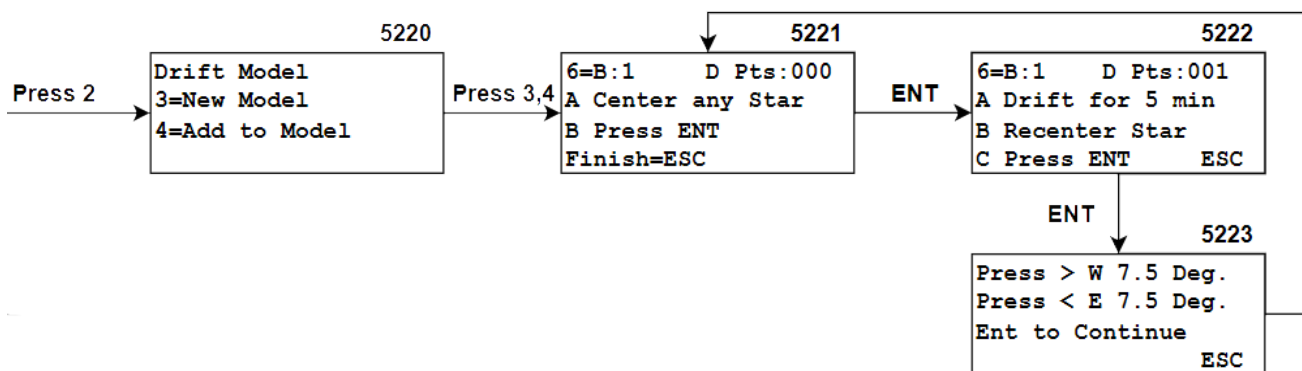 Press 2
5220
Drift Model
3=New Model
4=Add to Model
Press 3,4
5221
6=B:1 D Pts:000
A Center any Star
B Press ENT
Finish=ESC
ENT
5222
6=B:1 D Pts:001
A Drift for 5 min
B Recenter Star
C Press ENT ESC
ENT
5223
Press > W 7.5 Deg.
Press < E 7.5 Deg.
Ent to Continue
ESC